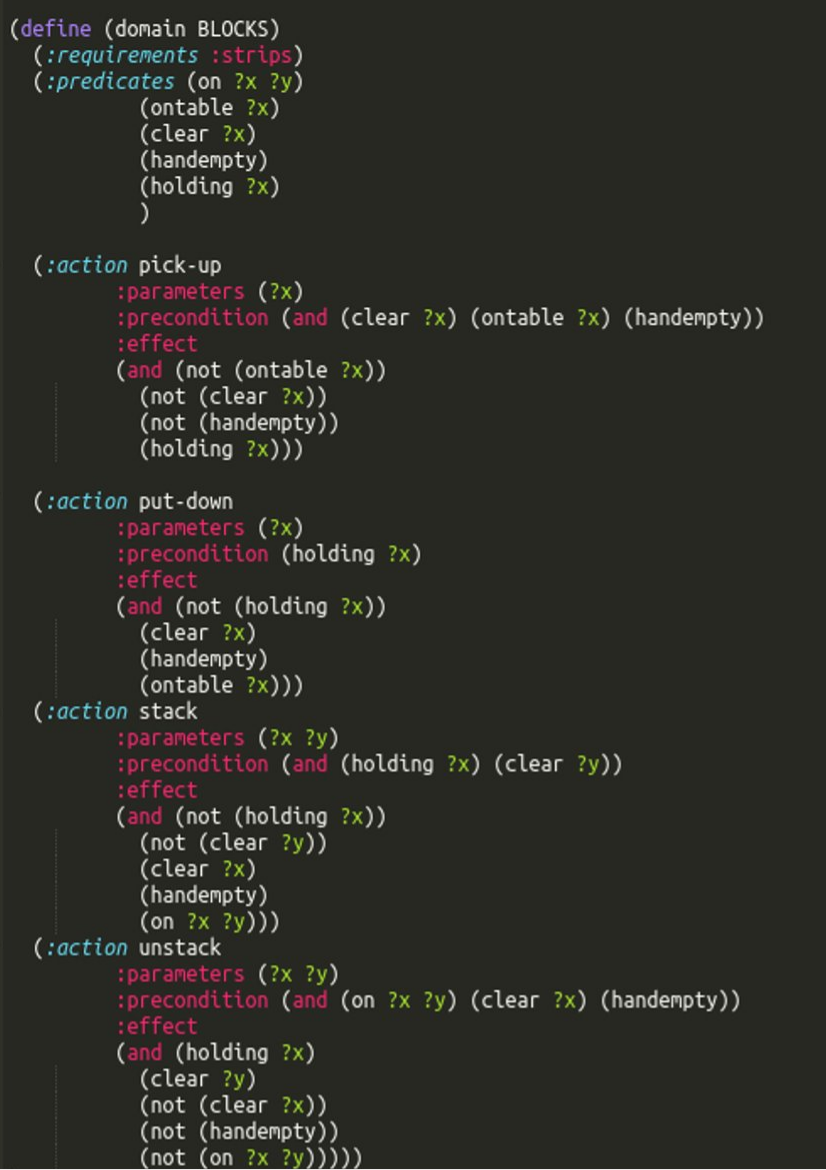 (define (domain BLOCKS)
(:requirements :strips)
(:predicates (on ?x ?y)
(ontable ?x)
(clear ?x)
(handempty)
(holding ?x)
)
(:action pick-up
:parameters (?x)
:precondition (and (clear ?x) (ontable ?x) (handempty))
:effect
(and (not (ontable ?x))
(not (clear ?x))
(not (handempty))
(holding ?x)))
(:action put-down
:parameters (?x)
:precondition (holding ?x)
:effect
(and (not (holding ?x))
(clear ?x)
(handempty)
(ontable ?x)))
(:action stack
:parameters (?x ?y)
:precondition (and (holding ?x) (clear ?y))
:effect
(and (not (holding ?x))
(not (clear ?y))
(clear ?x)
(handempty)
(on ?x ?y)))
(:action unstack
:parameters (?x ?y)
:precondition (and (on ?x ?y) (clear ?x) (handempty))
:effect
(and (holding ?x)
(clear ?y)
(not (clear ?x))
(not (handempty))
(not (on ?x ?y)))))